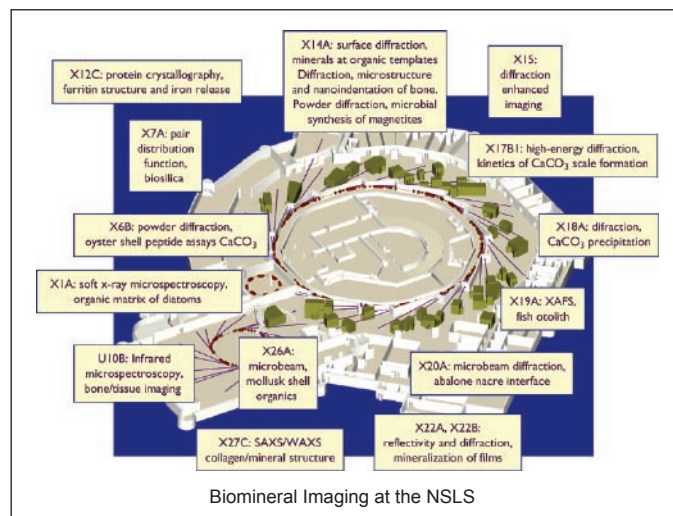 X14A: surface diffraction,
minerals at organic templates
Diffraction, microstructure
and nanoindentation of bone.
Powder diffraction, microbial
synthesis of magnetites
X12C: protein crystallography,
ferritin structure and iron release
X15:
diffraction
enhanced
imaging
X7A: pair
distribution
function,
biosilica
X17B1: high-energy diffraction,
kinetics of CaCO₃ scale formation
X6B: powder diffraction,
oyster shell peptide assays CaCO₃
X18A: difraction,
CaCO₃ precipitation
X1A: soft x-ray microspectroscopy,
organic matrix of diatoms
X19A: XAFS,
fish otolith
U10B: Infrared
microspectroscopy,
bone/tissue imaging
X26A:
microbeam,
mollusk shell
organics
X20A: microbeam diffraction,
abalone nacre interface
X27C: SAXS/WAXS
collagen/mineral structure
X22A, X22B:
reflectivity and diffraction,
mineralization of films
Biomineral Imaging at the NSLS